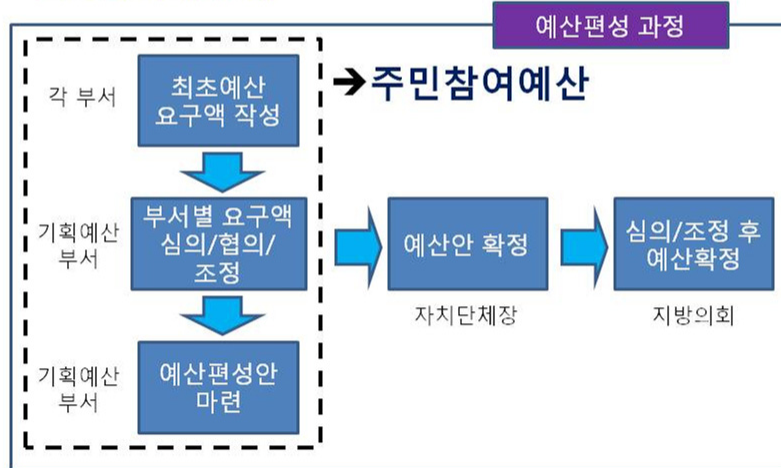 예산편성 과정
각 부서
최초예산
요구액 작성
➔주민참여예산
기획예산
부서
부서별 요구액
심의/협의/
조정
예산안 확정
자치단체장
심의/조정 후
예산확정
지방의회
기획예산
부서
예산편성안
마련